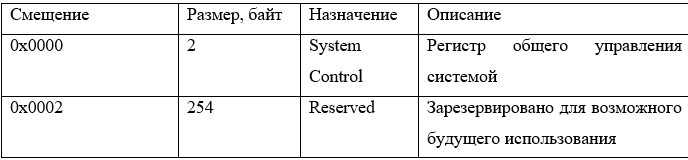 Смещение Размер, байт Назначение Описание
0x0000 2 System Регистр общего управления
Control системой
0x0002 254 Reserved Зарезервировано для возможного
будущего использования